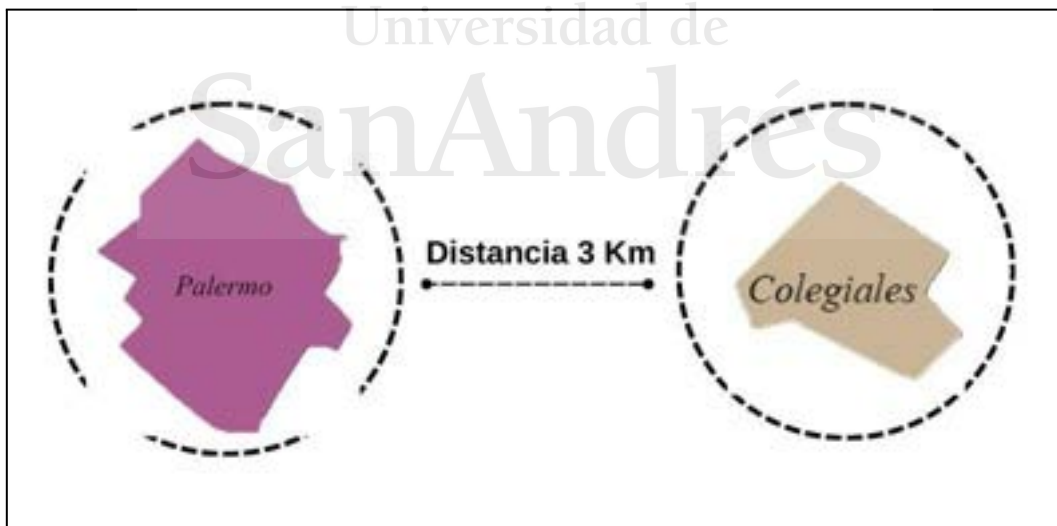 Universidad de
SanAndrés
Distancia 3 Km
Palermo
Colegiales